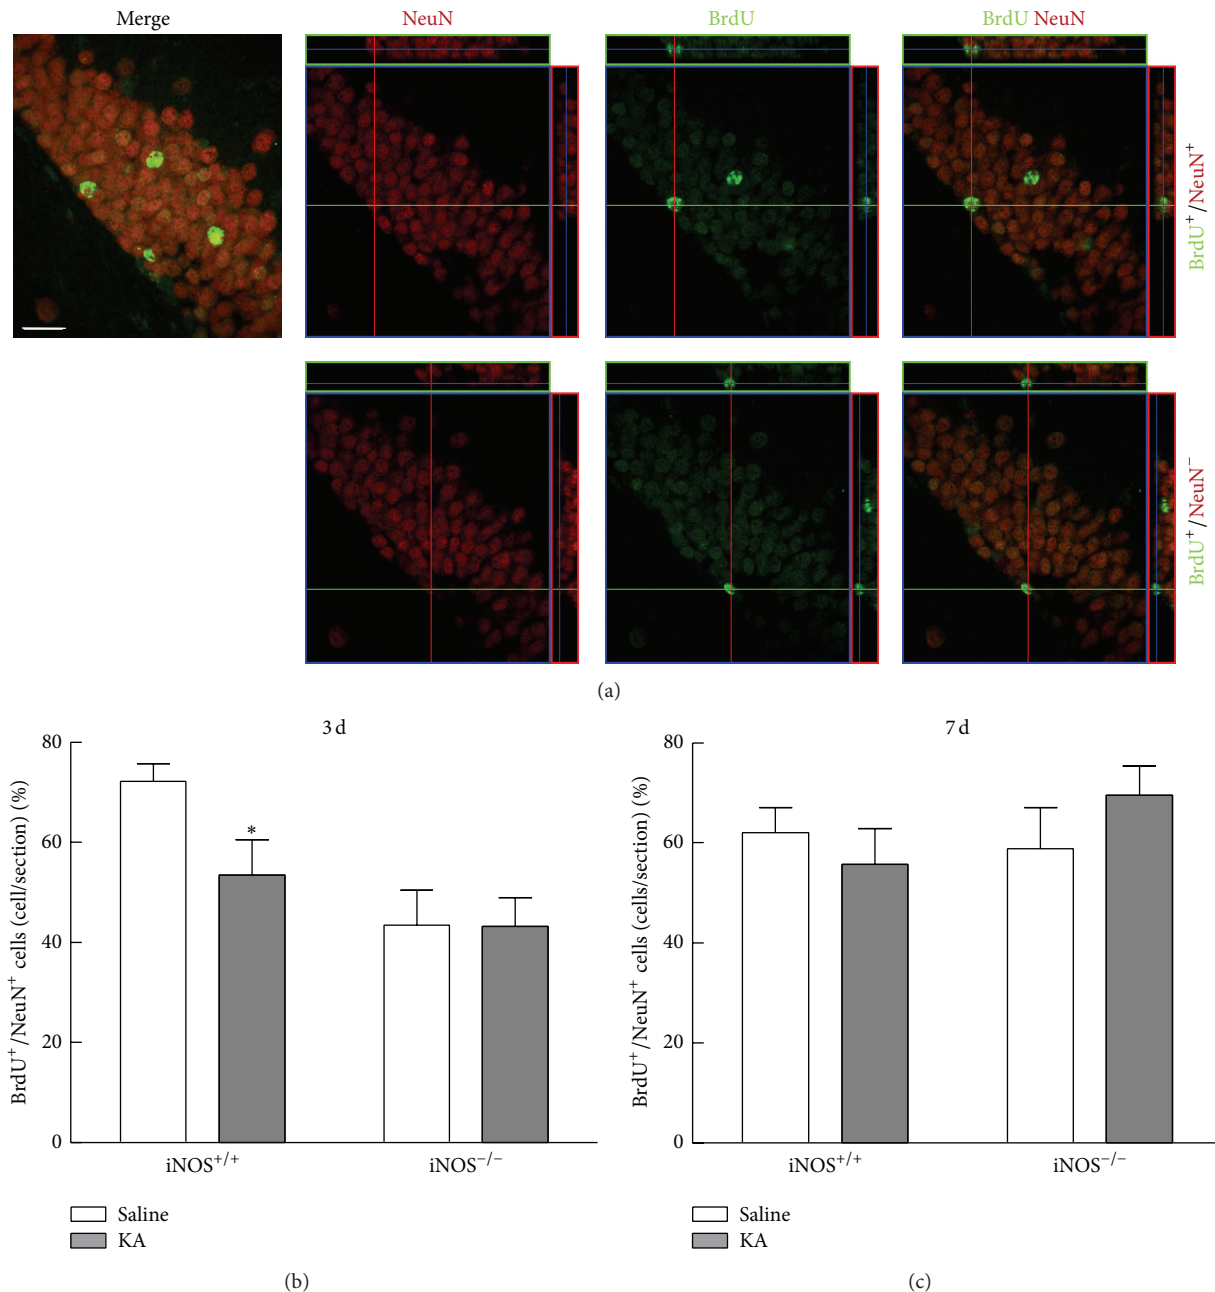 Merge
NeuN
BrdU
BrdU NeuN
BrdU⁺/NeuN⁺
BrdU⁺/NeuN⁻
(a)
3 d
BrdU⁺/NeuN⁺ cells (cell/section) (%)
80
60
40
20
0
*
iNOS⁺/⁺
iNOS⁻/⁻
Saline
KA
(b)
7 d
BrdU⁺/NeuN⁺ cells (cells/section) (%)
80
60
40
20
0
iNOS⁺/⁺
iNOS⁻/⁻
Saline
KA
(c)